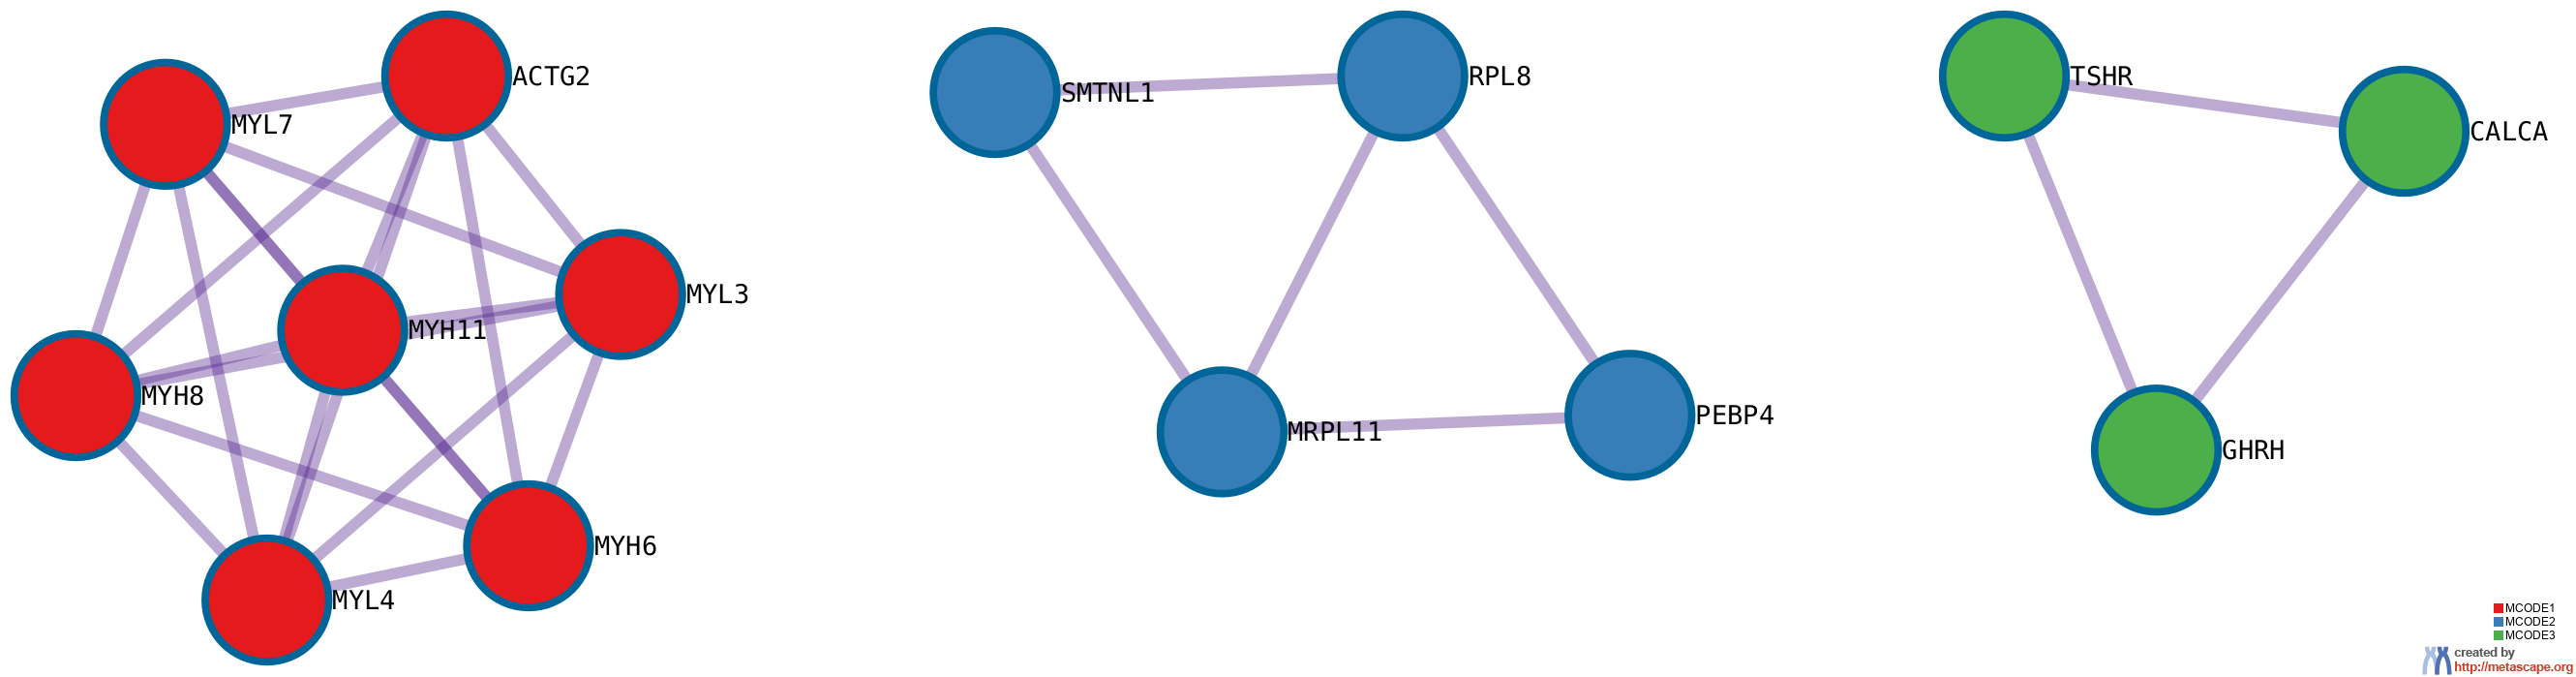 ACTG2
MYL7
MYL3
MYH11
MYH8
MYH6
MYL4
SMTNL1
RPL8
MRPL11
PEBP4
TSHR
CALCA
GHRH
MCODE1
MCODE2
MCODE3
created by
http://metascape.org